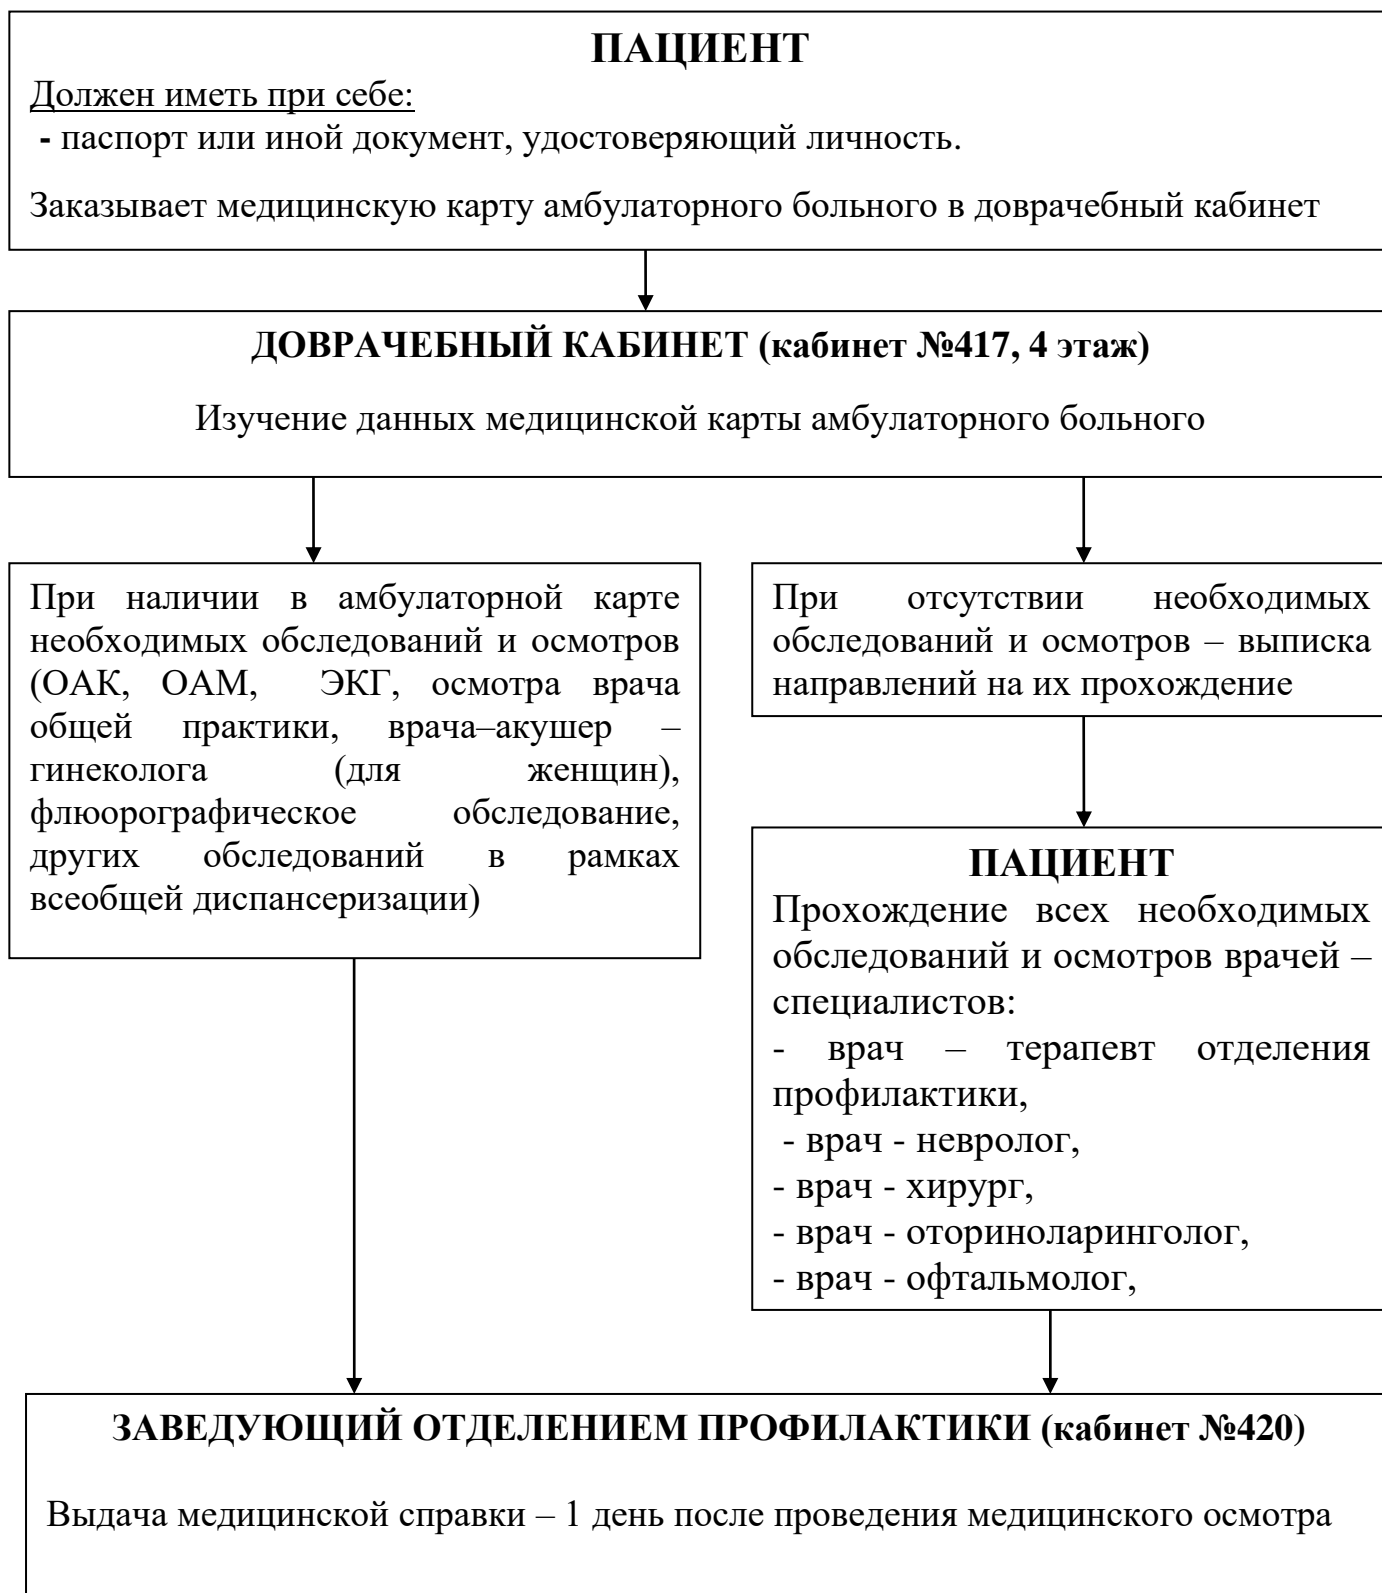 ПАЦИЕНТ
Должен иметь при себе:
- паспорт или иной документ, удостоверяющий личность.
Заказывает медицинскую карту амбулаторного больного в доврачебный кабинет
ДОВРАЧЕБНЫЙ КАБИНЕТ (кабинет №417, 4 этаж)
Изучение данных медицинской карты амбулаторного больного
При наличии в амбулаторной карте
необходимых обследований и осмотров
(ОАК, ОАМ, ЭКГ, осмотра врача
общей практики, врача–акушер –
гинеколога (для женщин),
флюорографическое обследование,
других обследований в рамках
всеобщей диспансеризации)
При отсутствии необходимых
обследований и осмотров – выписка
направлений на их прохождение
ПАЦИЕНТ
Прохождение всех необходимых
обследований и осмотров врачей –
специалистов:
- врач – терапевт отделения
профилактики,
- врач - невролог,
- врач - хирург,
- врач - оториноларинголог,
- врач - офтальмолог,
ЗАВЕДУЮЩИЙ ОТДЕЛЕНИЕМ ПРОФИЛАКТИКИ (кабинет №420)
Выдача медицинской справки – 1 день после проведения медицинского осмотра